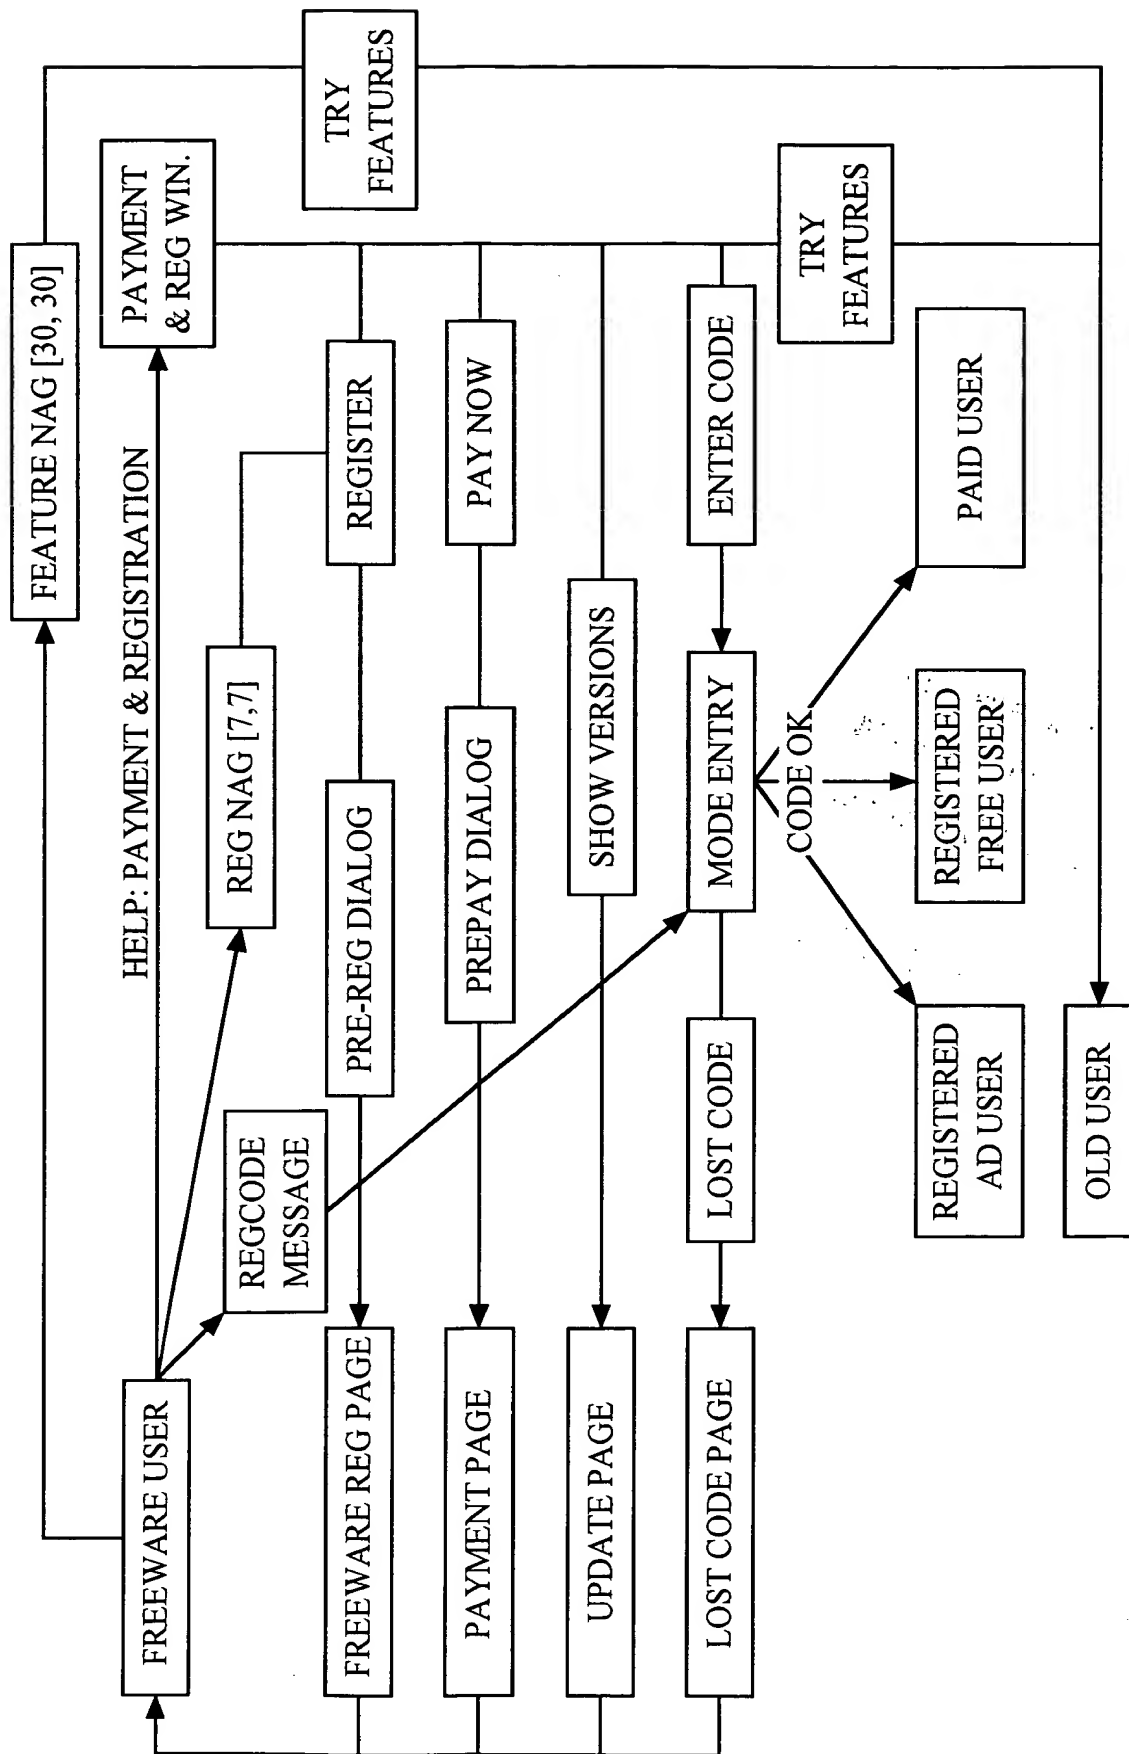 FEATURE NAG [30, 30]
TRY
FEATURES
FREEWARE USER
HELP: PAYMENT & REGISTRATION
PAYMENT
& REG WIN.
REG NAG [7,7]
REGCODE
MESSAGE
FREEWARE REG PAGE
PRE-REG DIALOG
REGISTER
PAYMENT PAGE
PREPAY DIALOG
PAY NOW
UPDATE PAGE
SHOW VERSIONS
LOST CODE PAGE
LOST CODE
MODE ENTRY
ENTER CODE
CODE OK
TRY
FEATURES
REGISTERED
AD USER
REGISTERED
FREE USER
PAID USER
OLD USER